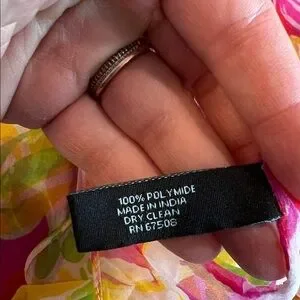 100% POLYMIDE
MADE IN INDIA
DRY CLEAN
RN 67508